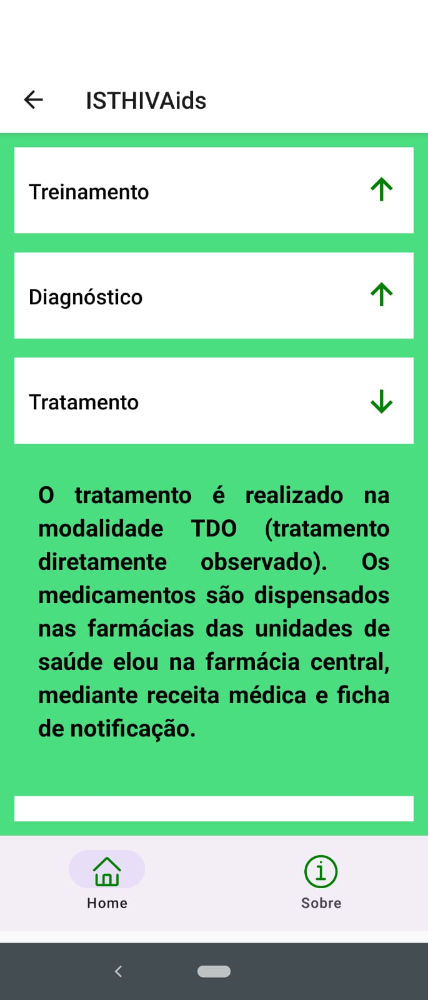 ISTHIVAids
Treinamento
Diagnóstico
Tratamento
O tratamento é realizado na
modalidade TDO (tratamento
diretamente observado). Os
medicamentos são dispensados
nas farmácias das unidades de
saúde elou na farmácia central,
mediante receita médica e ficha
de notificação.
Home
Sobre